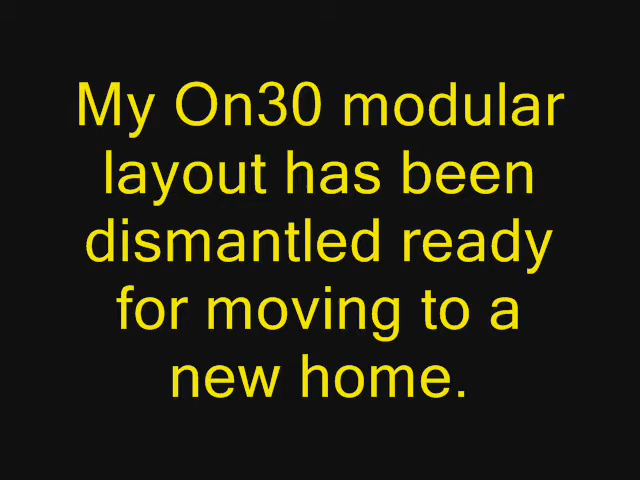 My On30 modular
layout has been
dismantled ready
for moving to a
new home.